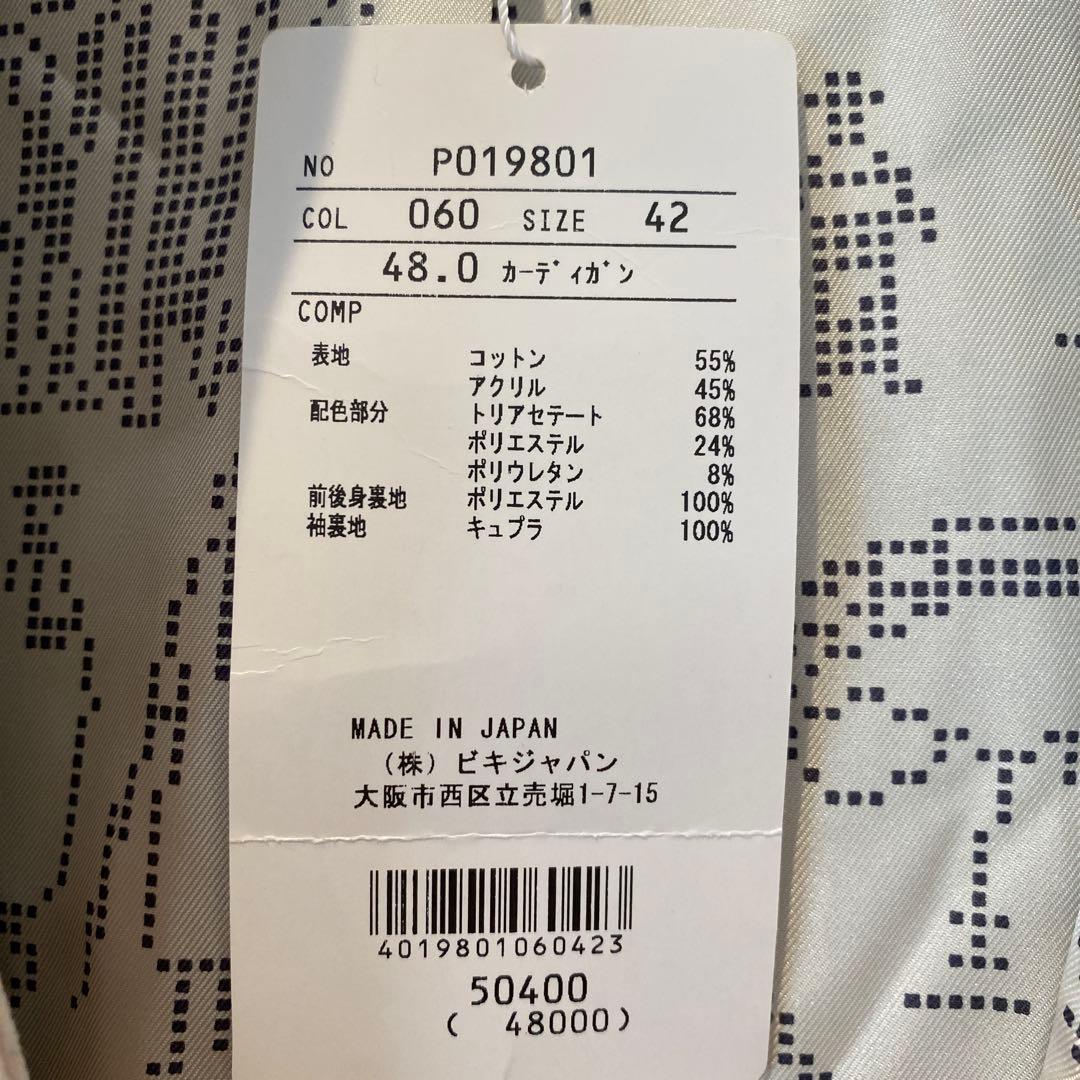 NO P019801
COL 060 SIZE 42
48.0 カーディガン
COMP
表地 コットン 55%
アクリル 45%
配色部分 トリアセテート 68%
ポリエステル 24%
ポリウレタン 8%
前後身裏地 ポリエステル 100%
袖裏地 キュプラ 100%
MADE IN JAPAN
(株) ビキジャパン
大阪市西区立売堀1-7-15
4019801060423
50400
( 48000)